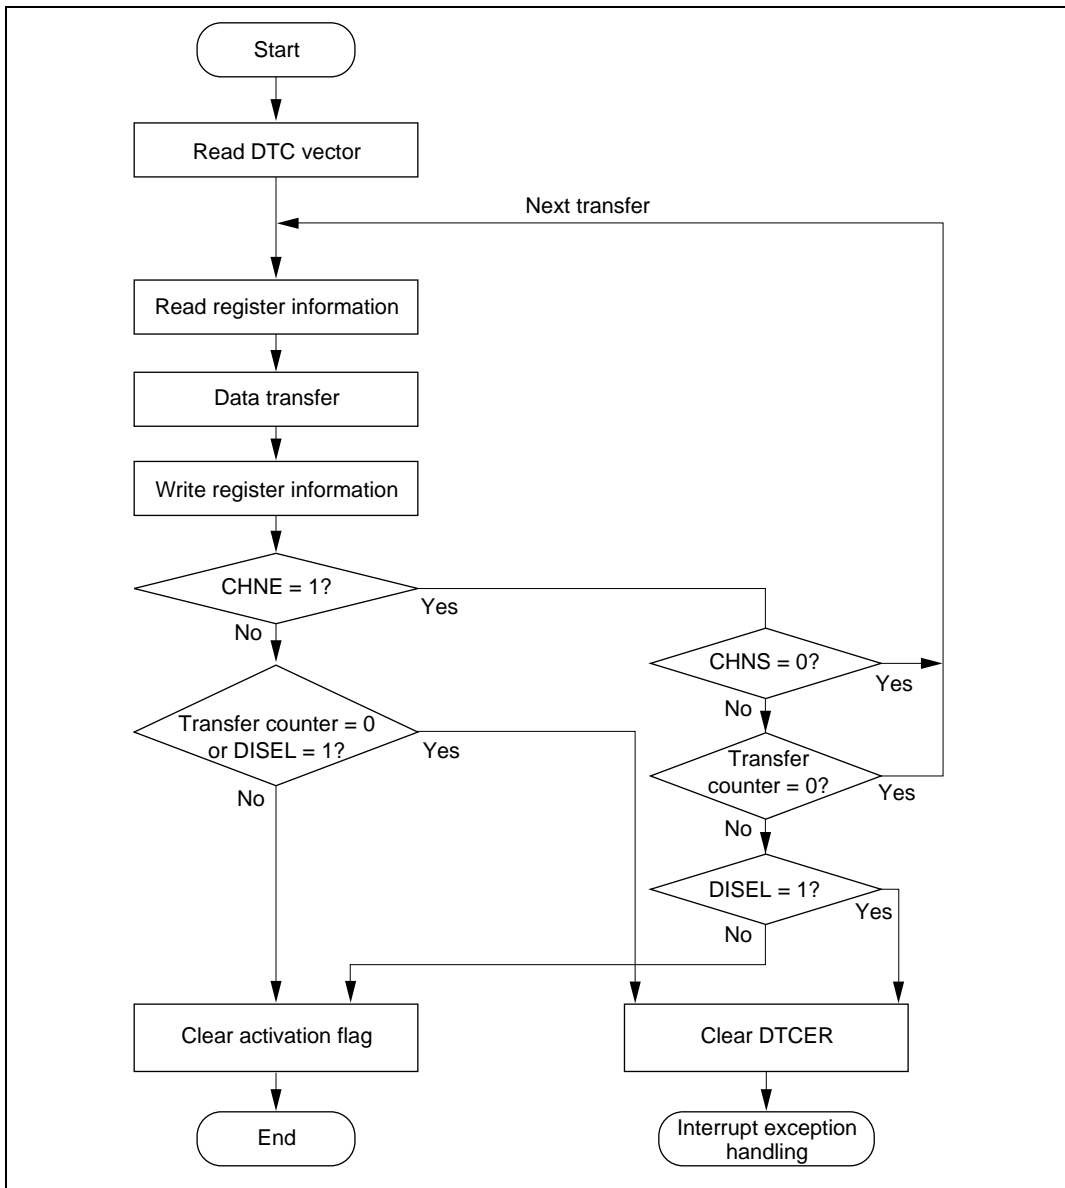 Start
Read DTC vector
Next transfer
Read register information
Data transfer
Write register information
CHNE = 1?
Yes
No
CHNS = 0?
Yes
No
Transfer counter = 0
or DISEL = 1?
Yes
No
Transfer
counter = 0?
Yes
No
DISEL = 1?
Yes
No
Clear activation flag
Clear DTCER
End
Interrupt exception
handling